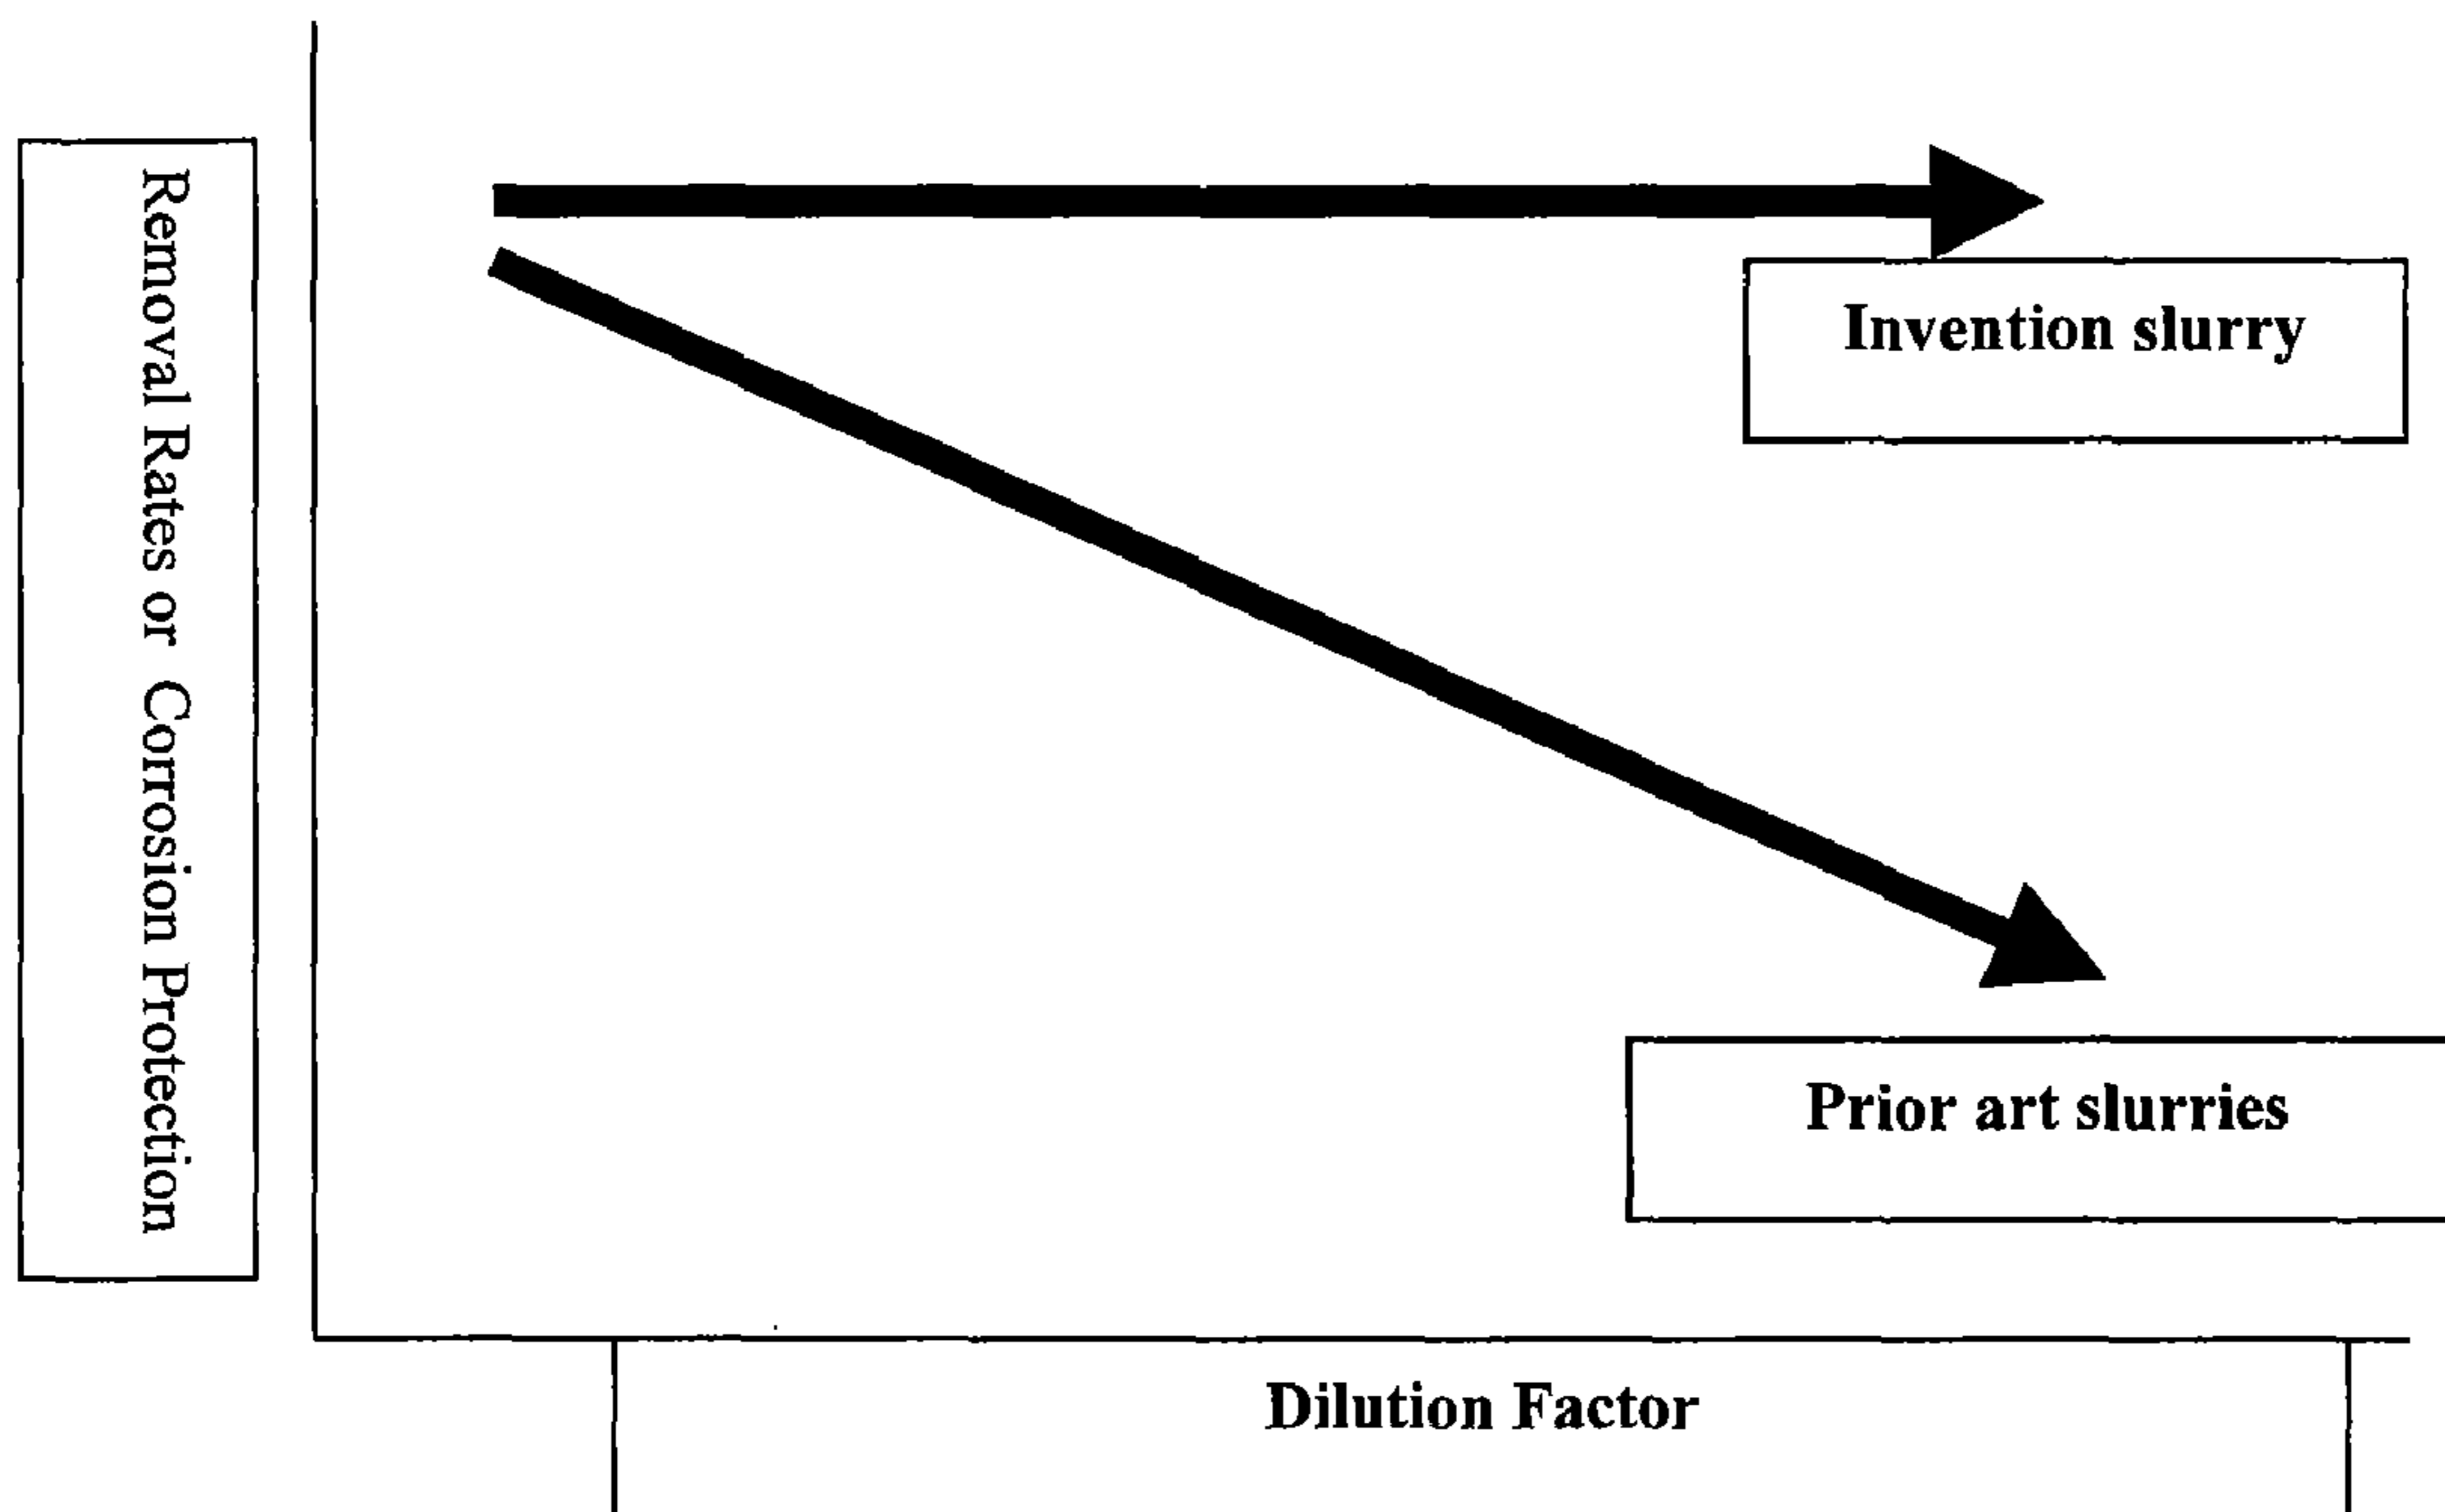 Removal Rates or Corrosion Protection
Invention slurry
Prior art slurries
Dilution Factor